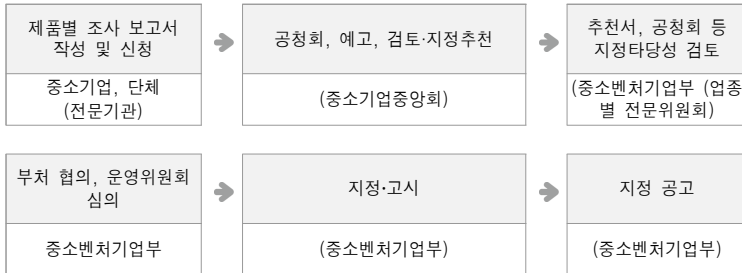 제품별 조사 보고서
작성 및 신청
중소기업, 단체
(전문기관)
공청회, 예고, 검토·지정추천
(중소기업중앙회)
추천서, 공청회 등
지정타당성 검토
(중소벤처기업부 (업종
별 전문위원회)
부처 협의, 운영위원회
심의
중소벤처기업부
지정·고시
(중소벤처기업부)
지정 공고
(중소벤처기업부)